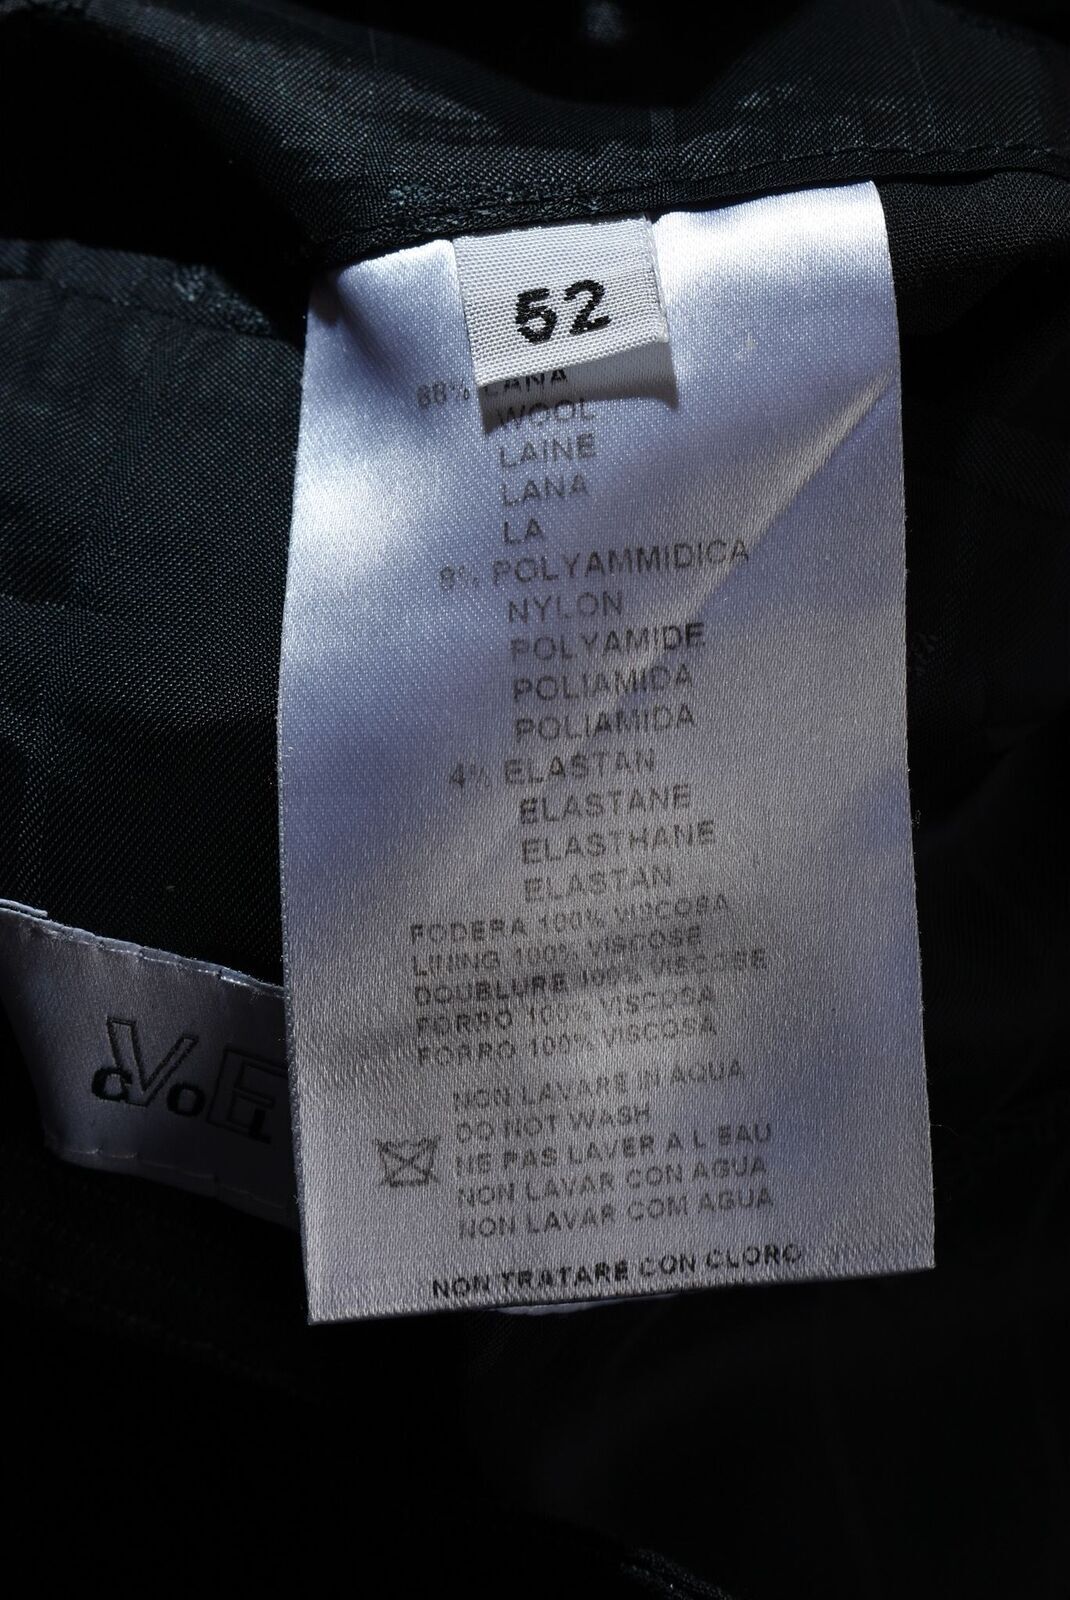 52
88% LANA
WOOL
LAINE
LANA
LA
8% POLYAMMIDICA
NYLON
POLYAMIDE
POLIAMIDA
POLIAMIDA
4% ELASTAN
ELASTANE
ELASTHANE
ELASTAN
FODERA 100% VISCOSA
LINING 100% VISCOSE
DOUBLURE 100% VISCOSE
FORRO 100% VISCOSA
FORRO 100% VISCOSA
NON LAVARE IN AQUA
DO NOT WASH
NE PAS LAVER A L EAU
NON LAVAR CON AGUA
NON LAVAR COM AGUA
NON TRATARE CON CLORO